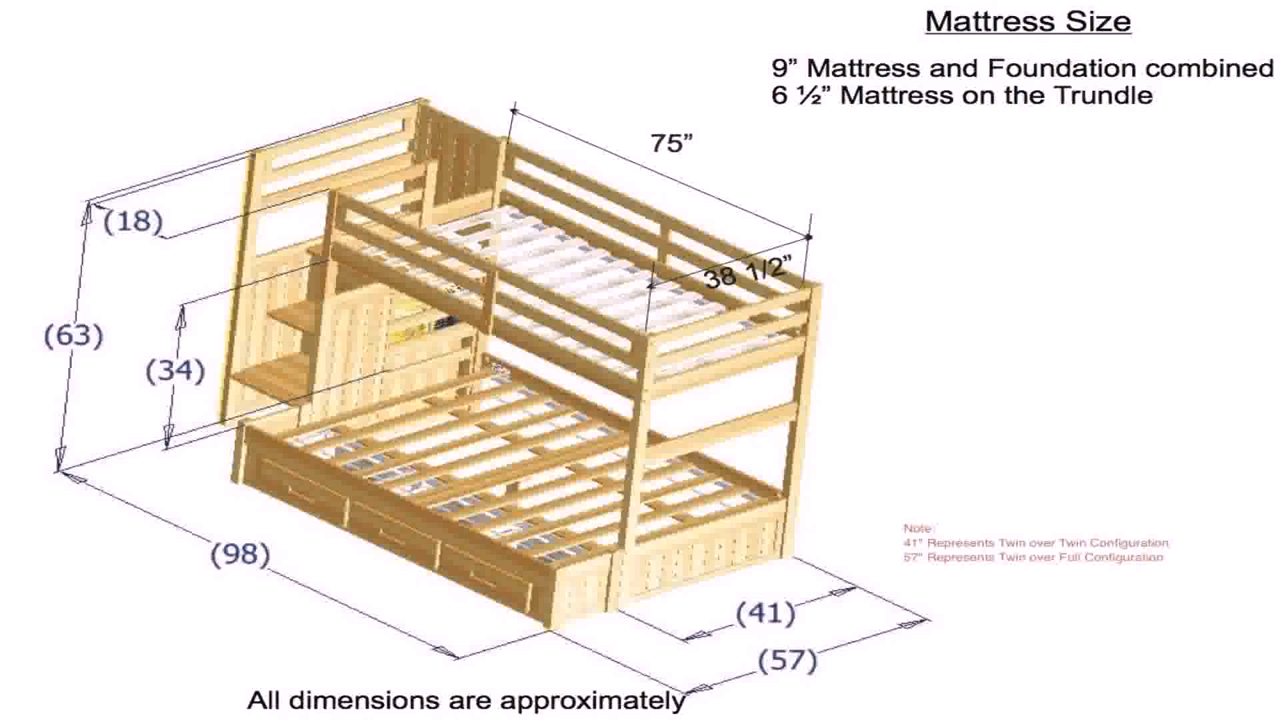 Mattress Size
9” Mattress and Foundation combined
6 ½” Mattress on the Trundle
75”
(18)
38 1/2”
(63)
(34)
Note:
41" Represents Twin over Twin Configuration
57" Represents Twin over Full Configuration
(98)
(41)
(57)
All dimensions are approximately